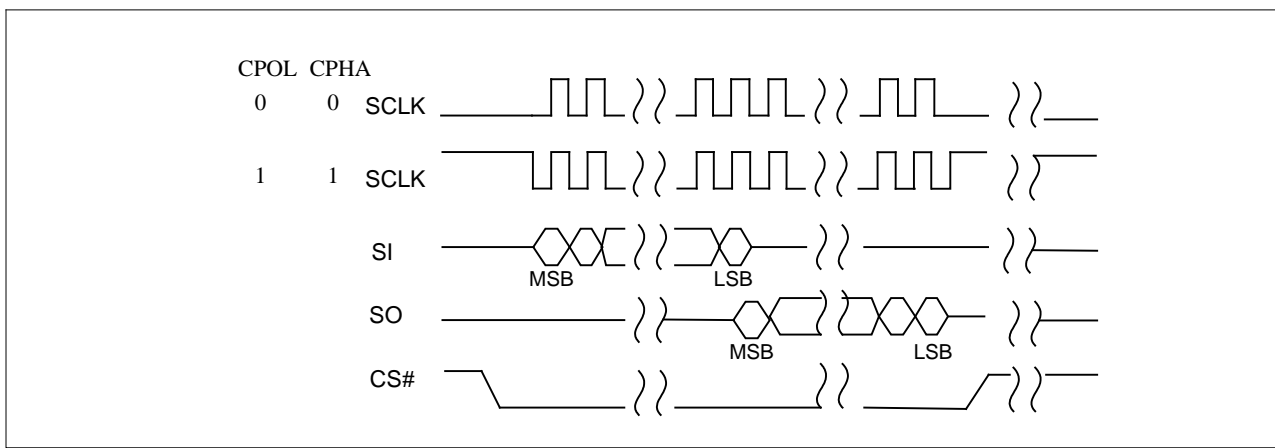 CPOL CPHA
0 0 SCLK
1 1 SCLK
SI
MSB LSB
SO
MSB LSB
CS#